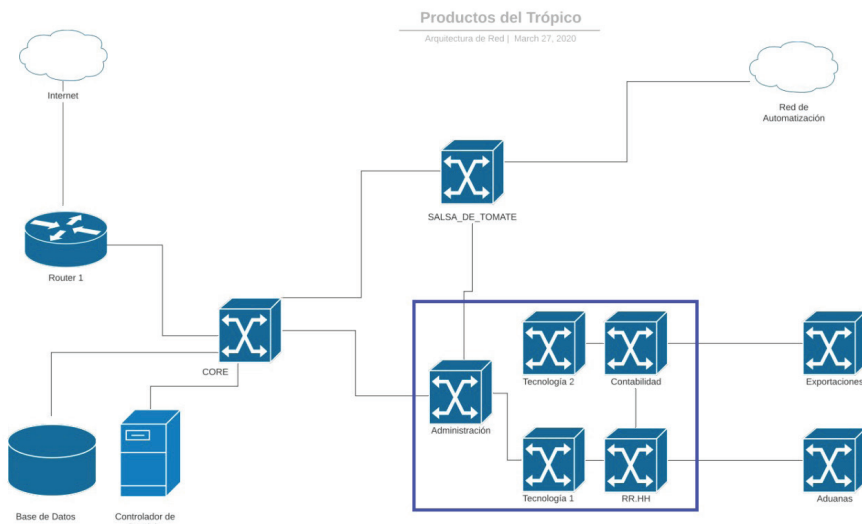 Productos del Trópico
Arquitectura de Red | March 27, 2020
Internet
Red de
Automatización
SALSA_DE_TOMATE
Router 1
CORE
Tecnología 2
Contabilidad
Exportaciones
Administración
Tecnología 1
RR.HH
Aduanas
Base de Datos
Controlador de